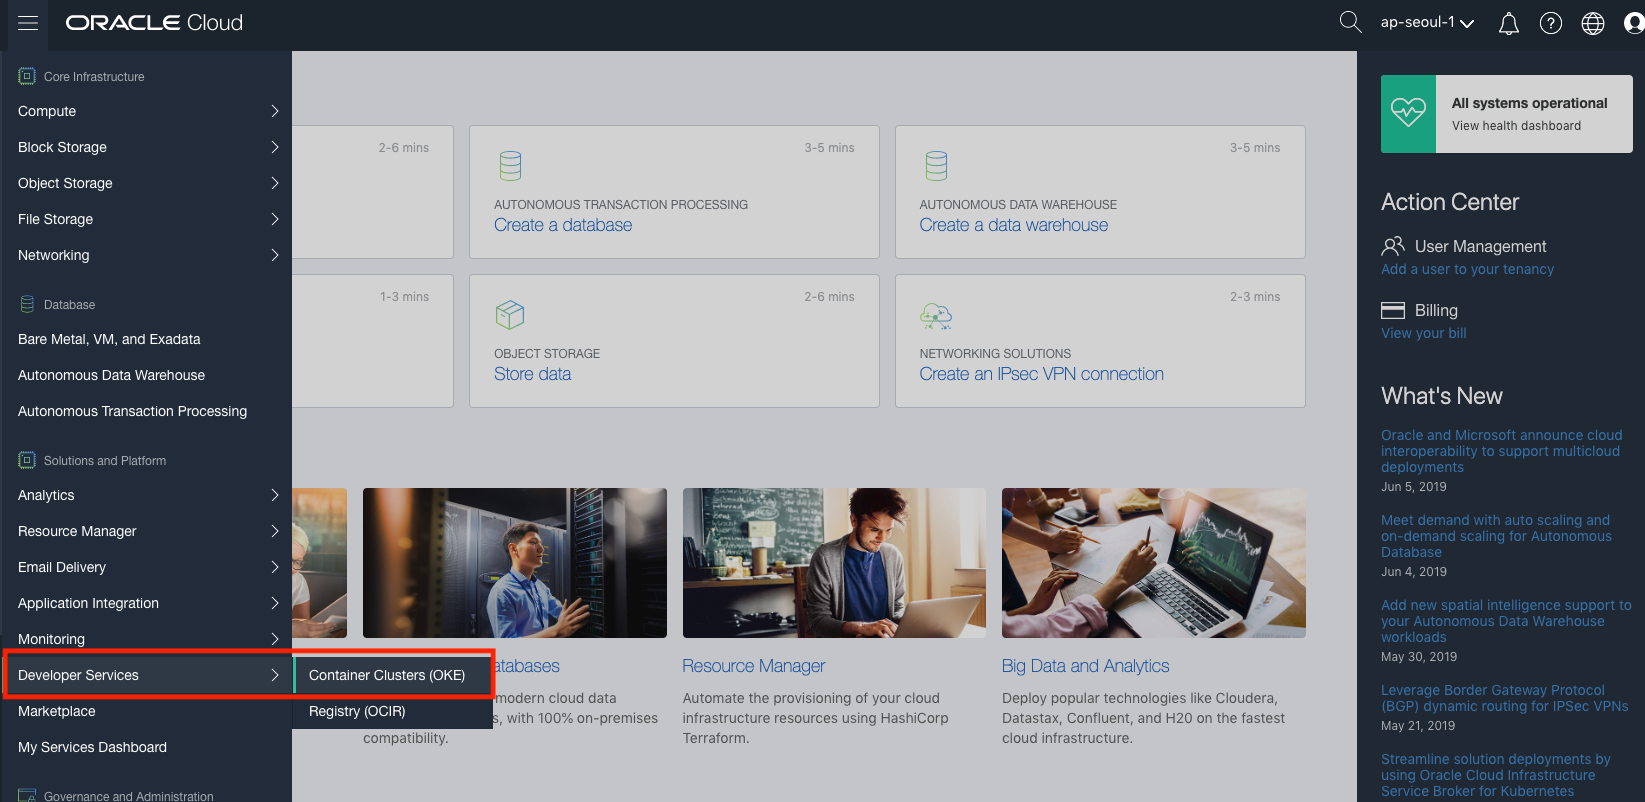 ORACLE Cloud
ap-seoul-1
Core Infrastructure
Compute
Block Storage
Object Storage
File Storage
Networking
Database
Bare Metal, VM, and Exadata
Autonomous Data Warehouse
Autonomous Transaction Processing
Solutions and Platform
Analytics
Resource Manager
Email Delivery
Application Integration
Monitoring
Developer Services
Marketplace
My Services Dashboard
Governance and Administration
Container Clusters (OKE)
Registry (OCIR)
2-6 mins
3-5 mins
AUTONOMOUS TRANSACTION PROCESSING
Create a database
3-5 mins
AUTONOMOUS DATA WAREHOUSE
Create a data warehouse
1-3 mins
2-6 mins
OBJECT STORAGE
Store data
2-3 mins
NETWORKING SOLUTIONS
Create an IPsec VPN connection
atabases
modern cloud data
s, with 100% on-premises
compatibility.
Resource Manager
Automate the provisioning of your cloud
infrastructure resources using HashiCorp
Terraform.
Big Data and Analytics
Deploy popular technologies like Cloudera,
Datastax, Confluent, and H20 on the fastest
cloud infrastructure.
All systems operational
View health dashboard
Action Center
User Management
Add a user to your tenancy
Billing
View your bill
What's New
Oracle and Microsoft announce cloud
interoperability to support multicloud
deployments
Jun 5, 2019
Meet demand with auto scaling and
on-demand scaling for Autonomous
Database
Jun 4, 2019
Add new spatial intelligence support to
your Autonomous Data Warehouse
workloads
May 30, 2019
Leverage Border Gateway Protocol
(BGP) dynamic routing for IPSec VPNs
May 21, 2019
Streamline solution deployments by
using Oracle Cloud Infrastructure
Service Broker for Kubernetes